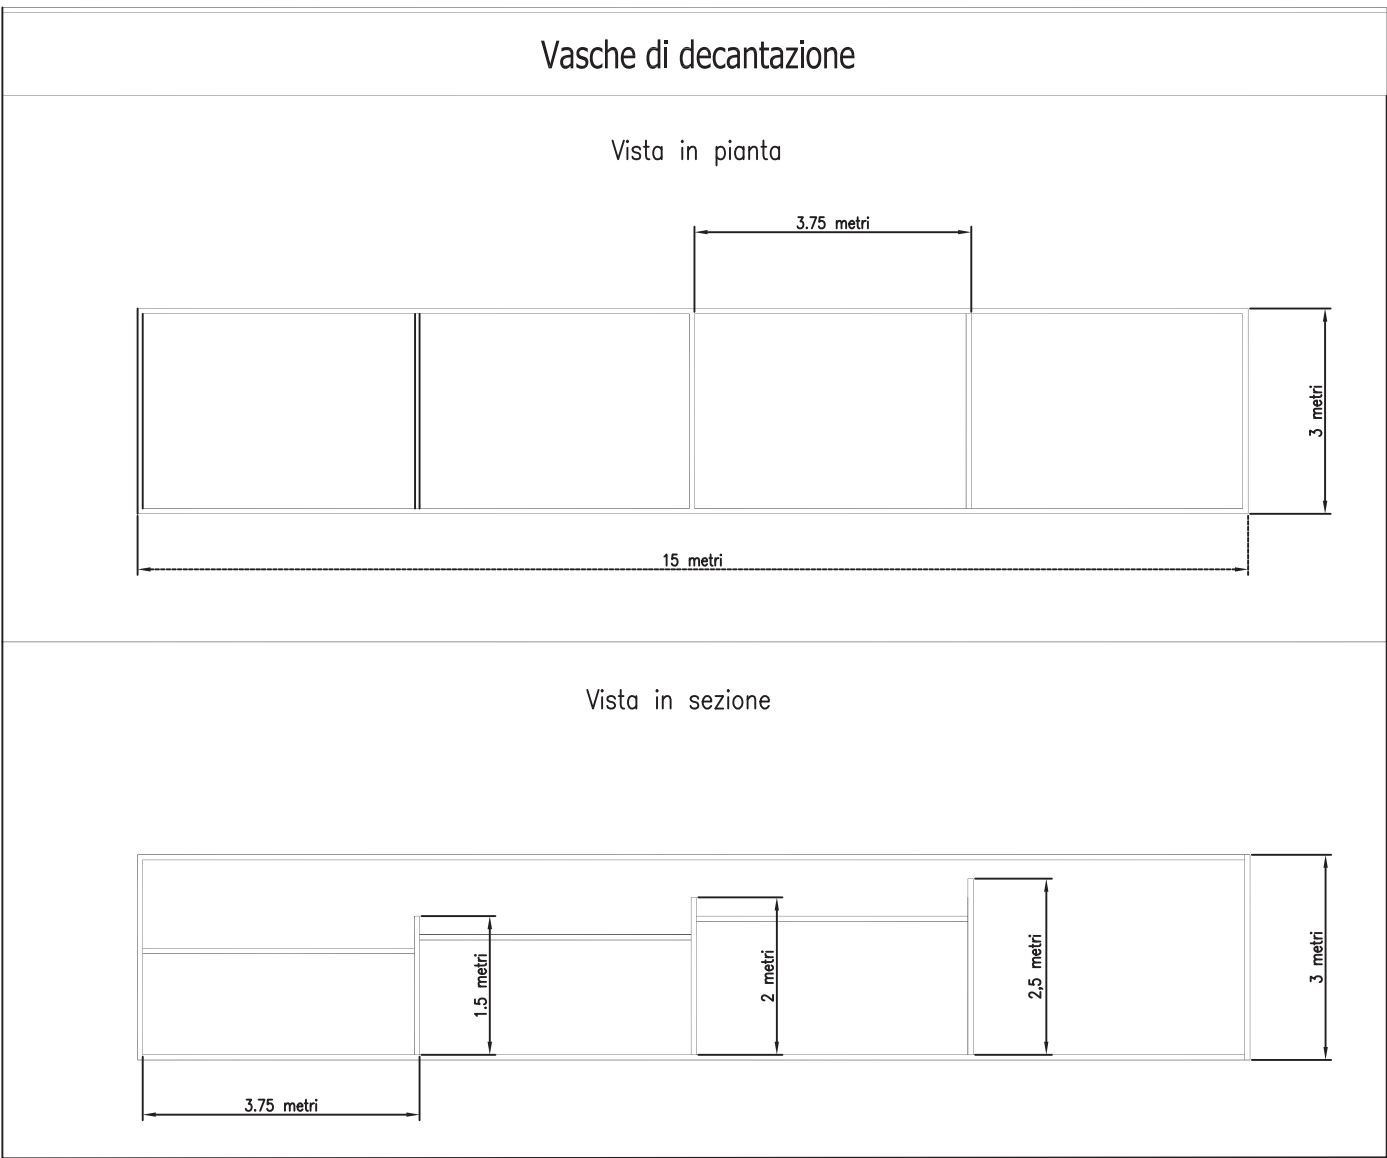 Vasche di decantazione
Vista in pianta
3.75 metri
3 metri
15 metri
Vista in sezione
1.5 metri
2 metri
2,5 metri
3 metri
3.75 metri